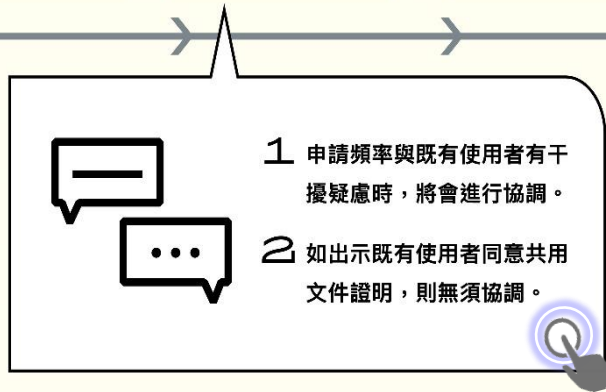 1 申請頻率與既有使用者有干
擾疑慮時，將會進行協調。
2 如出示既有使用者同意共用
文件證明，則無須協調。